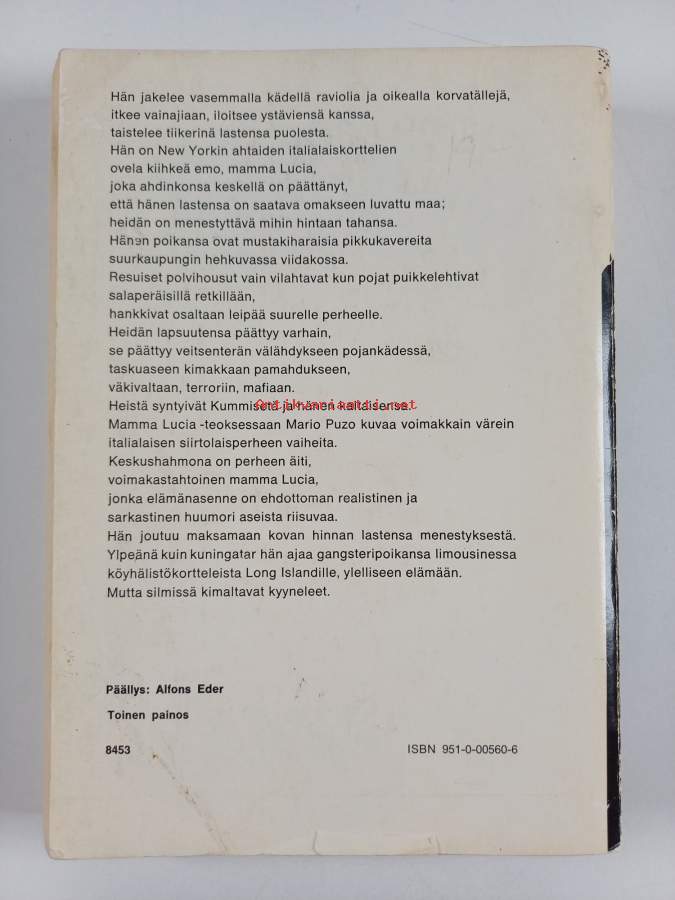 Hän jakelee vasemmalla kädellä raviolia ja oikealla korvatällejä,
itkee vainajiaan, iloitsee ystäviensä kanssa,
taistelee tiikerinä lastensa puolesta.
Hän on New Yorkin ahtaiden italialaiskorttelien
ovela kiihkeä emo, mamma Lucia,
joka ahdinkonsa keskellä on päättänyt,
että hänen lastensa on saatava omakseen luvattu maa;
heidän on menestyttävä mihin hintaan tahansa.
Hänen poikansa ovat mustakiharaisia pikkukavereita
suurkaupungin hehkuvassa viidakossa.
Resuiset polvihousut vain vilahtavat kun pojat puikkelehtivat
salaperäisillä retkillään,
hankkivat osaltaan leipää suurelle perheelle.
Heidän lapsuutensa päättyy varhain,
se päättyy veitsenterän välähdykseen pojankädessä,
taskuaseen kimakkaan pamahdukseen,
väkivaltaan, terroriin, mafiaan.
Heistä syntyivät Kummisetä ja hänen kaltaisensa.
Antikvariaatti.net
Mamma Lucia -teoksessaan Mario Puzo kuvaa voimakkain värein
italialaisen siirtolaisperheen vaiheita.
Keskushahmona on perheen äiti,
voimakastahtoinen mamma Lucia,
jonka elämänasenne on ehdottoman realistinen ja
sarkastinen huumori aseista riisuvaa.
Hän joutuu maksamaan kovan hinnan lastensa menestyksestä.
Ylpeänä kuin kuningatar hän ajaa gangsteripoikansa limousinessa
köyhälistökortteleista Long Islandille, ylelliseen elämään.
Mutta silmissä kimaltavat kyyneleet.
Päällys: Alfons Eder
Toinen painos
8453 ISBN 951-0-00560-6